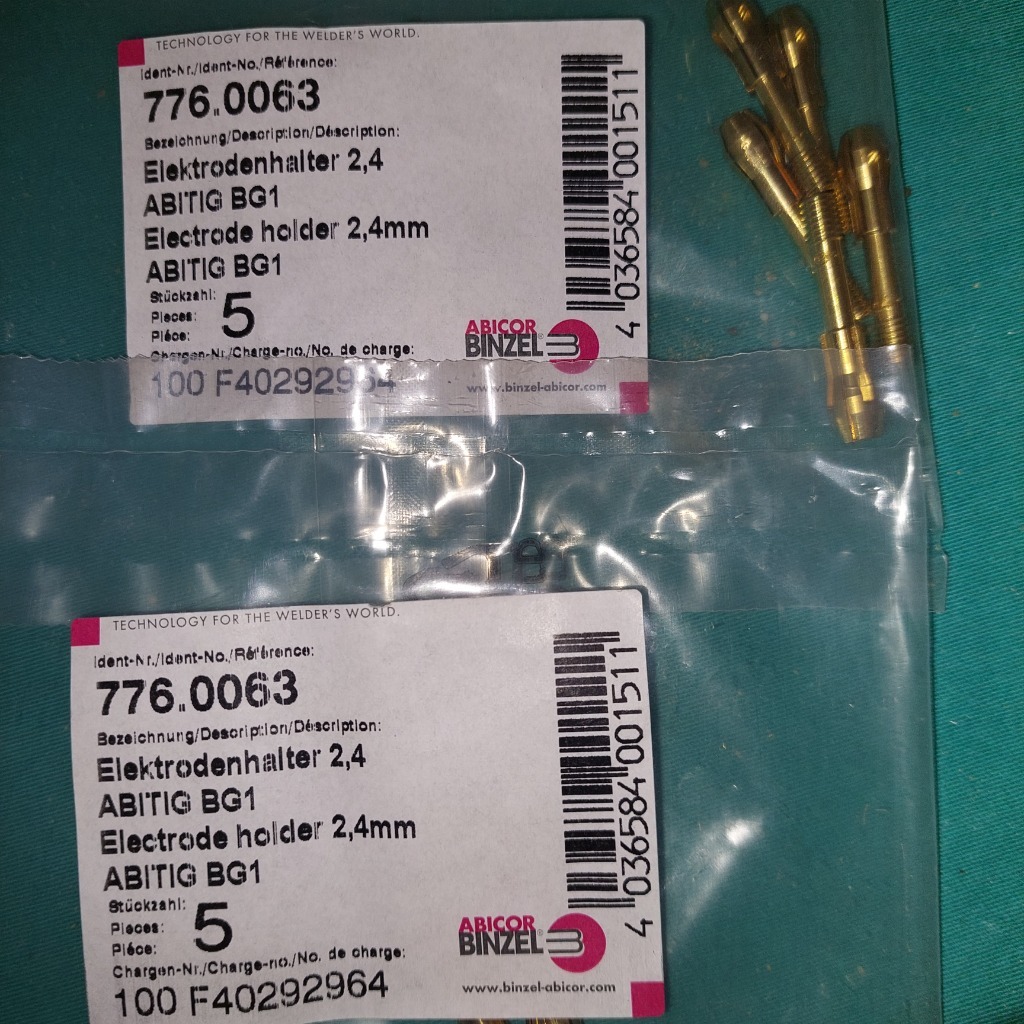 TECHNOLOGY FOR THE WELDER'S WORLD.
Ident-Nr./Ident-No./Référence:
776.0063
Bezeichnung/Description/Déscription:
Elektrodenhalter 2,4
ABITIG BG1
Electrode holder 2,4mm
ABITIG BG1
Stückzahl:
Pieces: 5
Piéce:
Chargen-Nr./Charge-no./No. de charge:
100 F40292964
4 036584 001511
ABICOR
BINZEL®
www.binzel-abicor.com
TECHNOLOGY FOR THE WELDER'S WORLD.
Ident-Nr./Ident-No./Référence:
776.0063
Bezeichnung/Description/Déscription:
Elektrodenhalter 2,4
ABITIG BG1
Electrode holder 2,4mm
ABITIG BG1
Stückzahl:
Pieces: 5
Piéce:
Chargen-Nr./Charge-no./No. de charge:
100 F40292964
4 036584 001511
ABICOR
BINZEL®
www.binzel-abicor.com